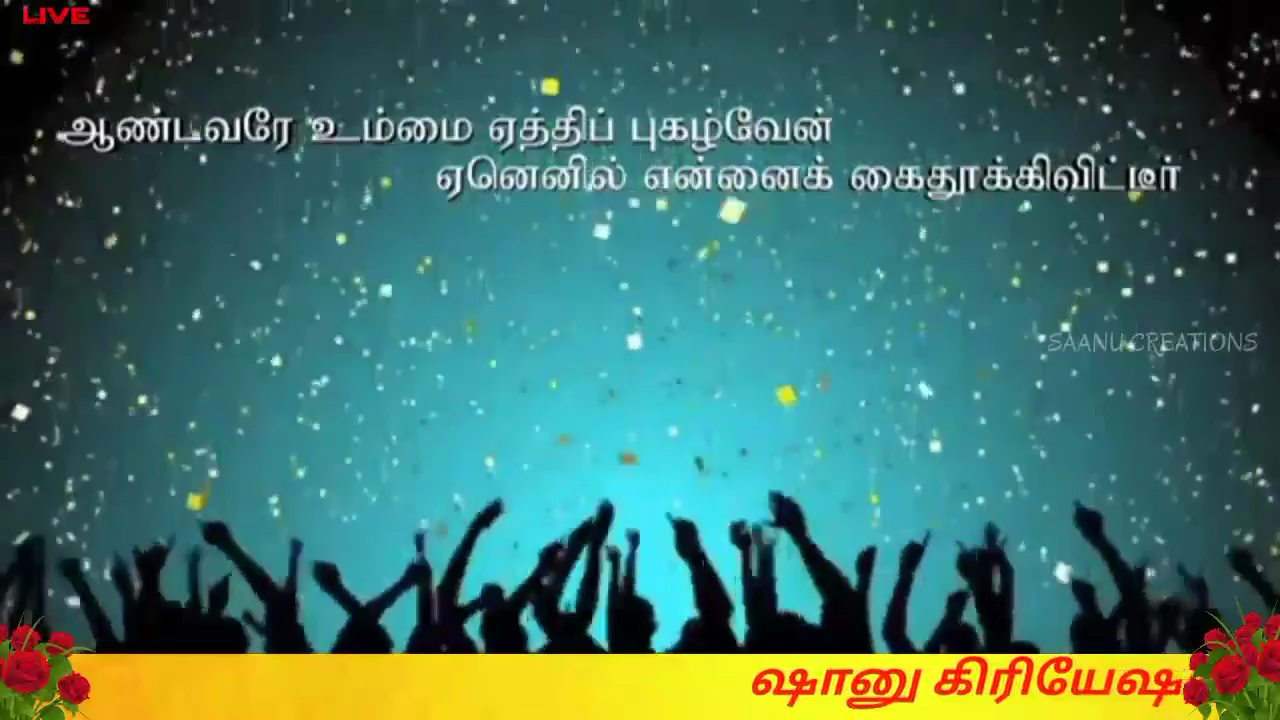 LIVE
ஆண்டவரே உம்மை ஏத்திப் புகழ்வேன்
ஏனெனில் என்னைக் கைதூக்கிவிட்டீர்
SAANU CREATIONS
ஷானு